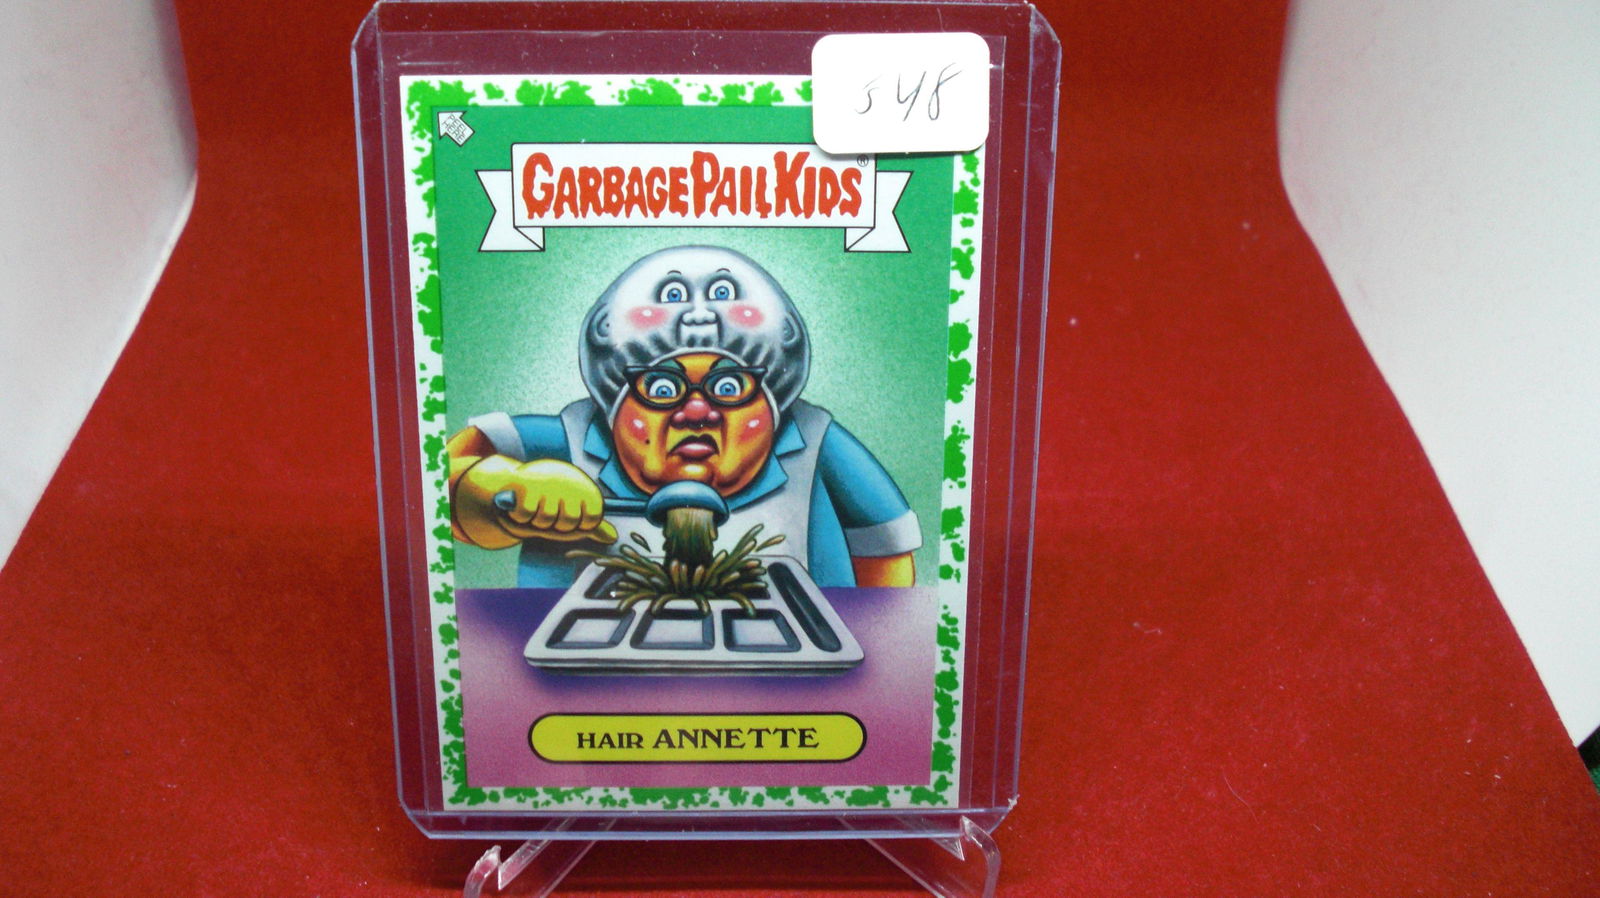 548
GARBAGE PAIL KIDS®
HAIR ANNETTE